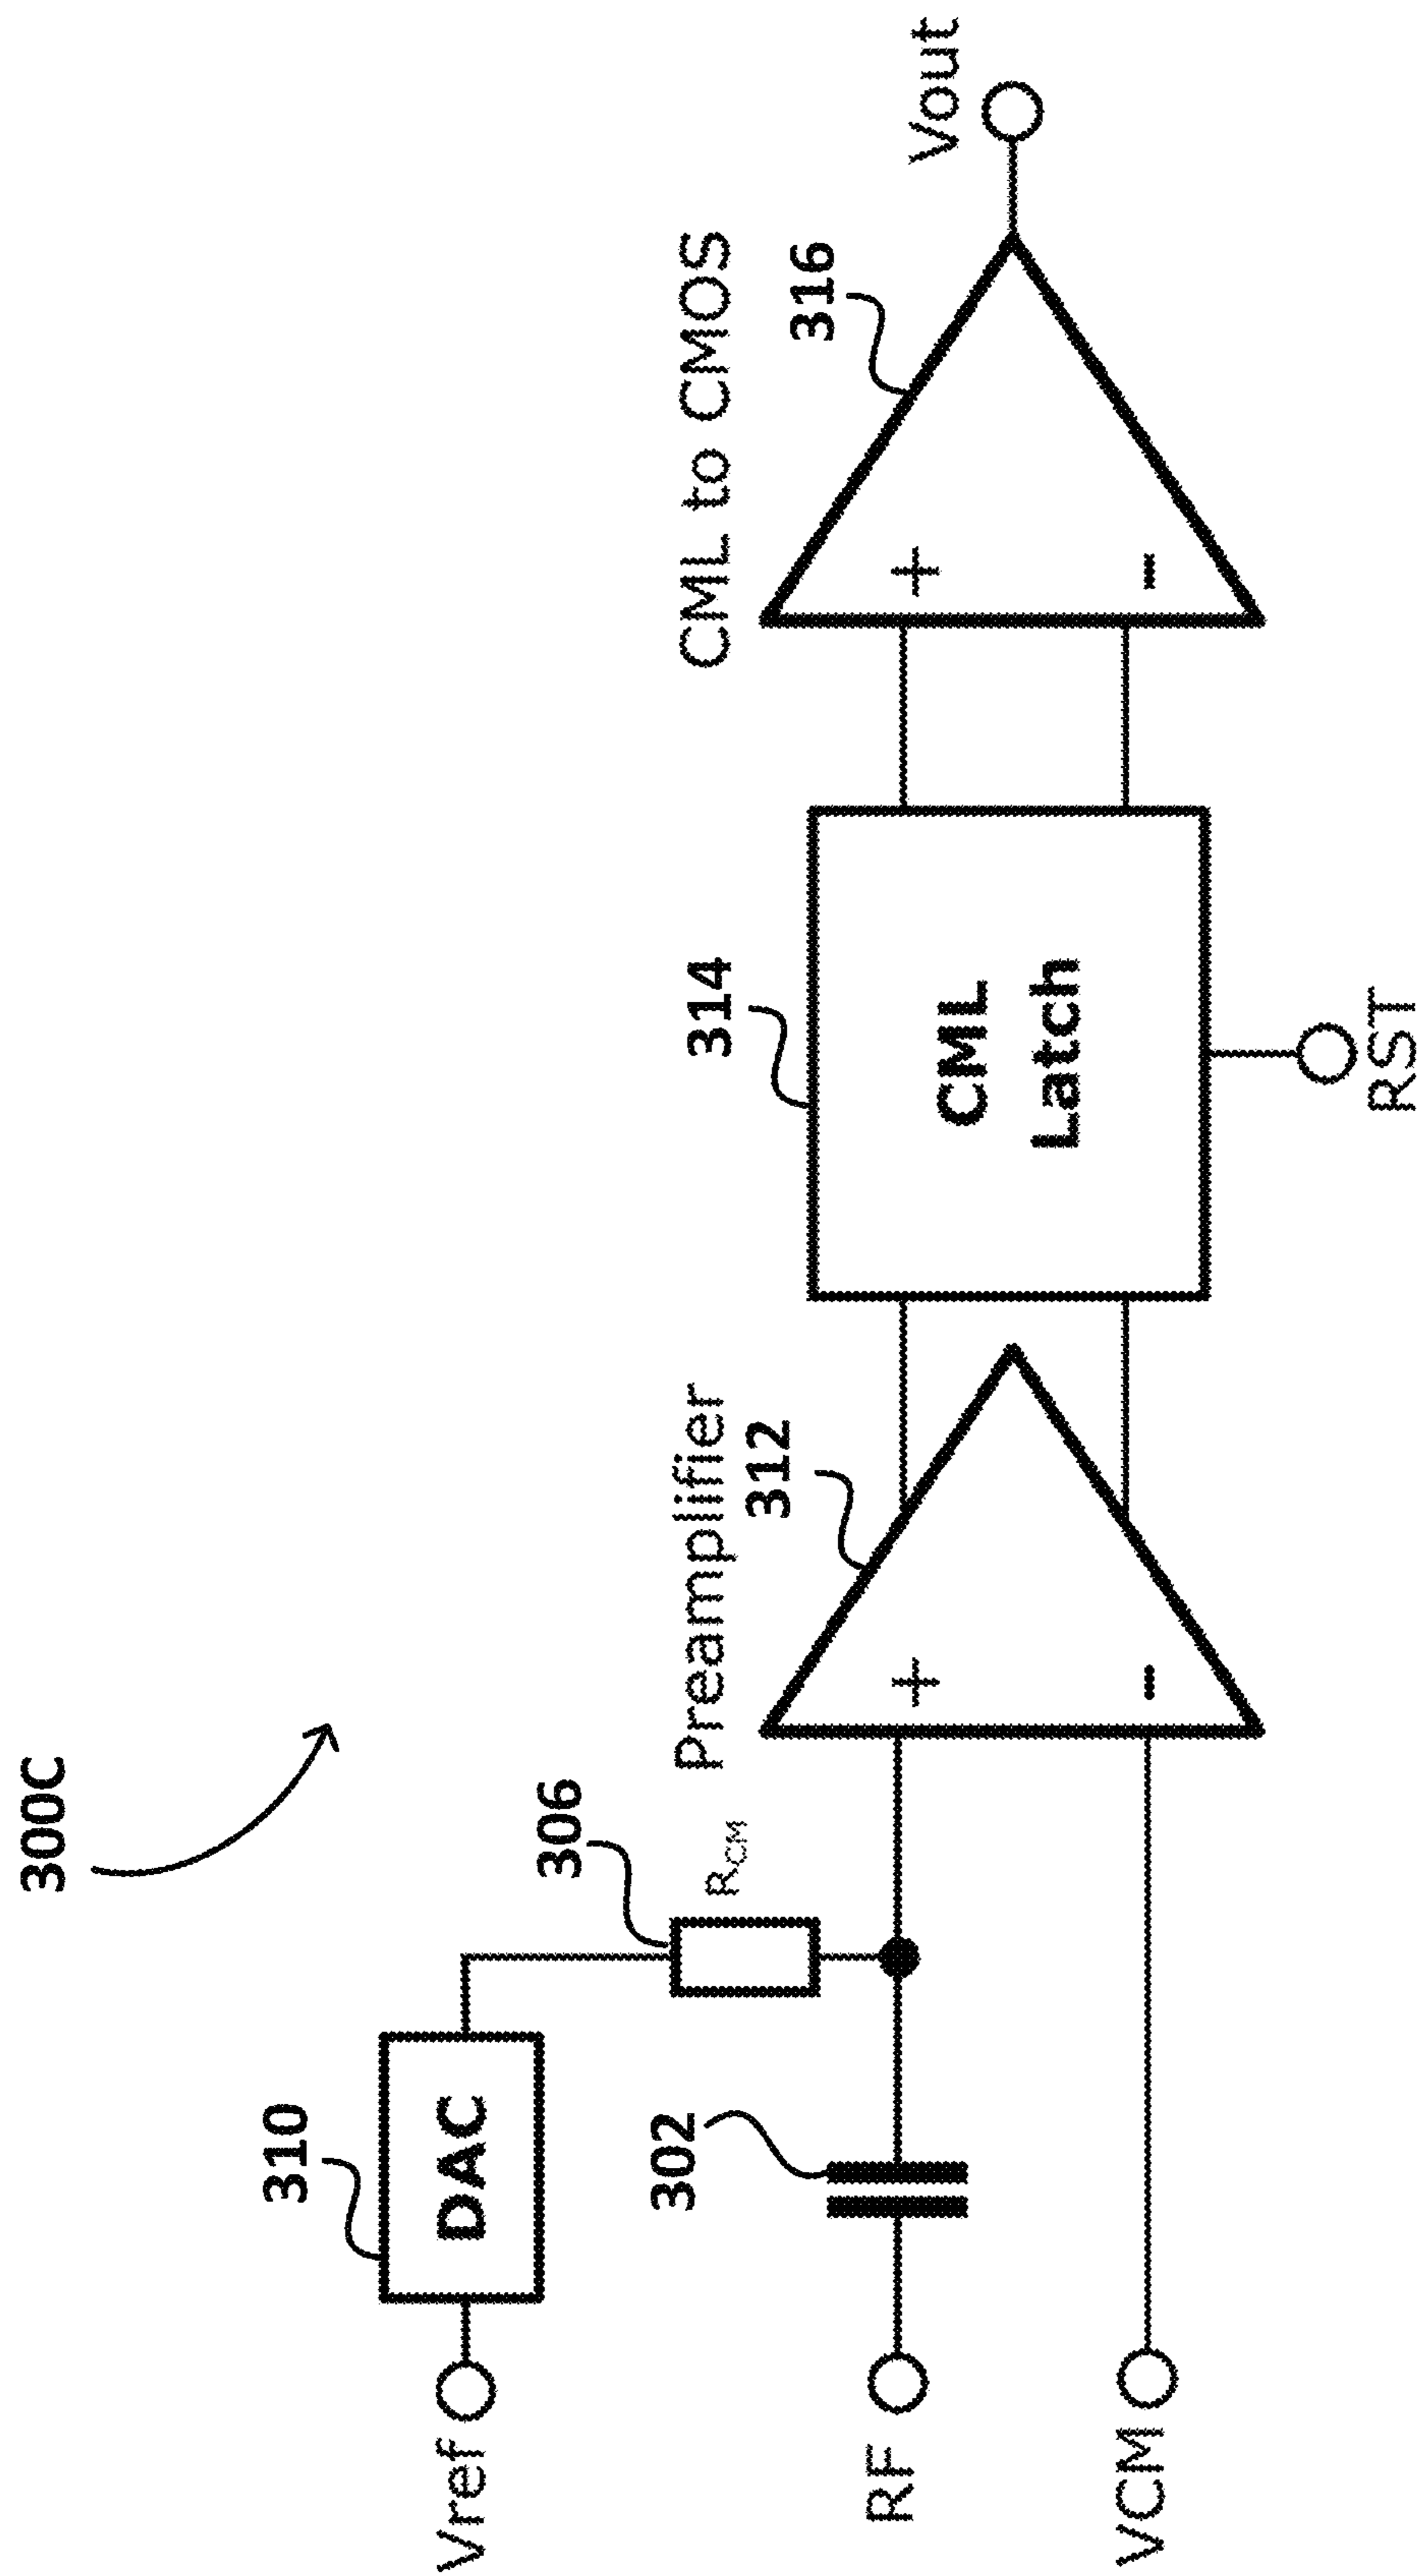 300C
310
DAC
Vref
306
R_CM
302
RF
VCM
Preamplifier
312
+
-
314
CML
Latch
RST
CML to CMOS
316
+
-
Vout